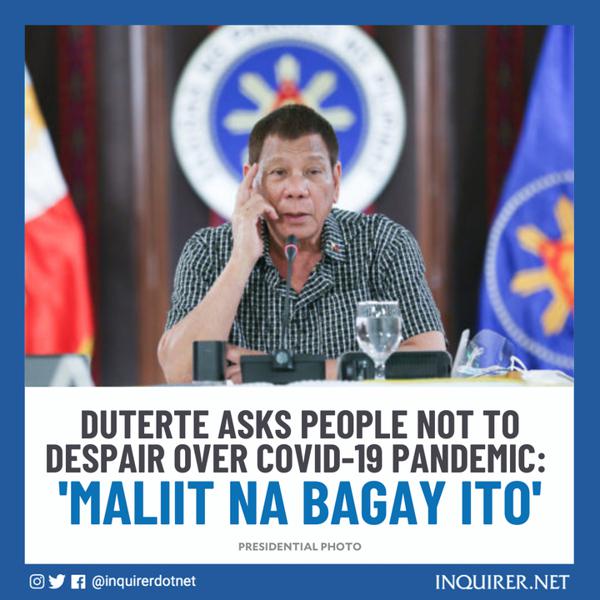 DUTERTE ASKS PEOPLE NOT TO
DESPAIR OVER COVID-19 PANDEMIC:
'MALIIT NA BAGAY ITO'
PRESIDENTIAL PHOTO
@inquirerdotnet
INQUIRER.NET